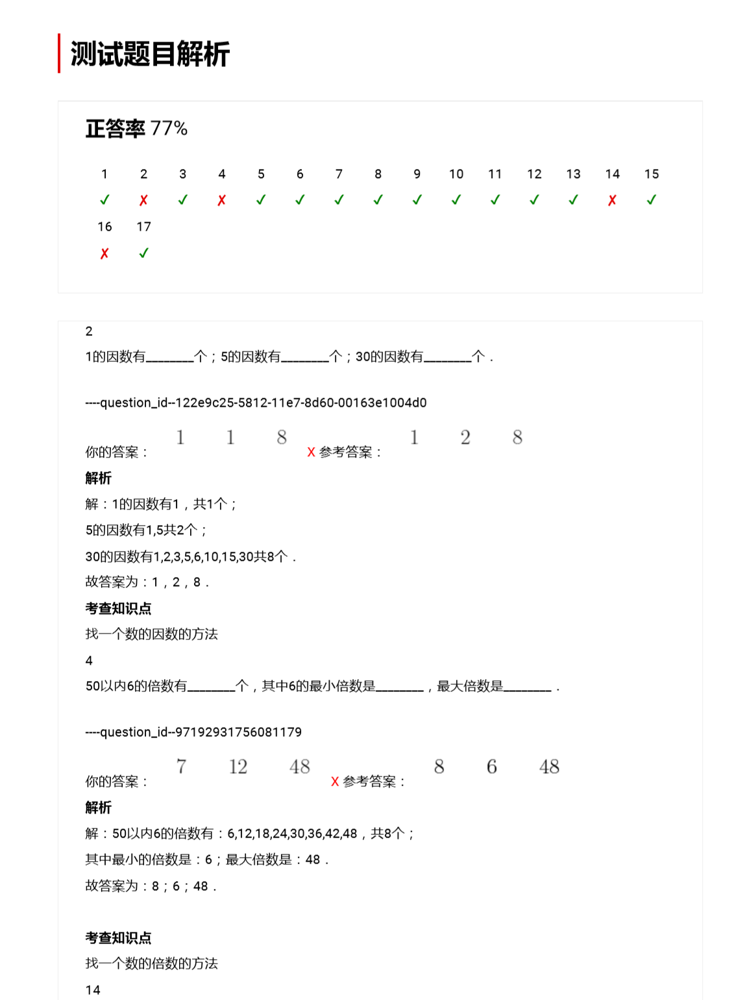 测试题目解析
正答率 77%
1 2 3 4 5 6 7 8 9 10 11 12 13 14 15
✓ ✗ ✓ ✗ ✓ ✓ ✓ ✓ ✓ ✓ ✓ ✓ ✓ ✗ ✓
16 17
✗ ✓
2
1的因数有________个；5的因数有________个；30的因数有________个．
----question_id--122e9c25-5812-11e7-8d60-00163e1004d0
你的答案： 1 1 8 X 参考答案： 1 2 8
解析
解：1的因数有1，共1个；
5的因数有1,5共2个；
30的因数有1,2,3,5,6,10,15,30共8个．
故答案为：1，2，8．
考查知识点
找一个数的因数的方法
4
50以内6的倍数有________个，其中6的最小倍数是________，最大倍数是________．
----question_id--97192931756081179
你的答案： 7 12 48 X 参考答案： 8 6 48
解析
解：50以内6的倍数有：6,12,18,24,30,36,42,48，共8个；
其中最小的倍数是：6；最大倍数是：48．
故答案为：8；6；48．
考查知识点
找一个数的倍数的方法
14